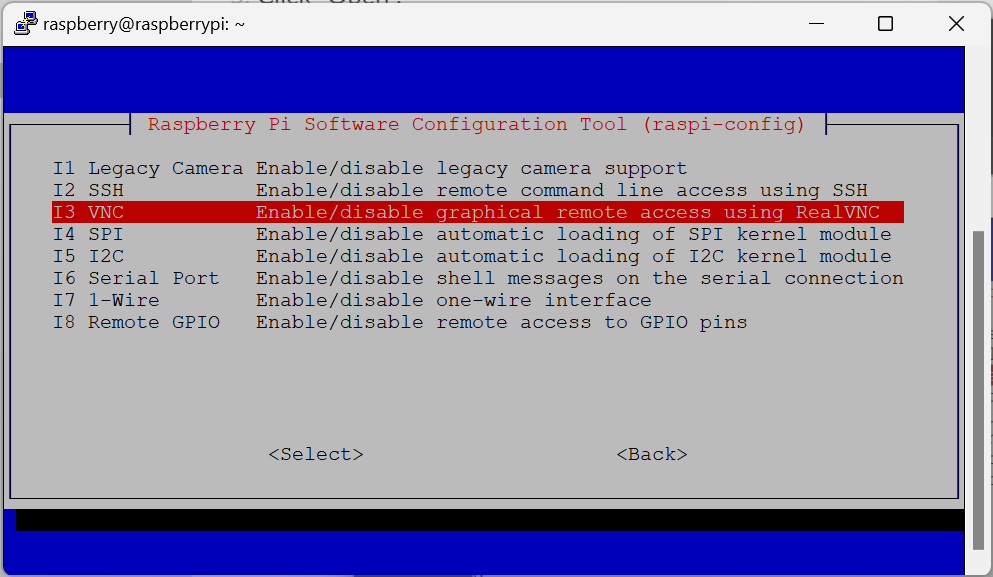 raspberry@raspberrypi: ~
Raspberry Pi Software Configuration Tool (raspi-config)
I1 Legacy Camera Enable/disable legacy camera support
I2 SSH Enable/disable remote command line access using SSH
I3 VNC Enable/disable graphical remote access using RealVNC
I4 SPI Enable/disable automatic loading of SPI kernel module
I5 I2C Enable/disable automatic loading of I2C kernel module
I6 Serial Port Enable/disable shell messages on the serial connection
I7 1-Wire Enable/disable one-wire interface
I8 Remote GPIO Enable/disable remote access to GPIO pins
<Select> <Back>